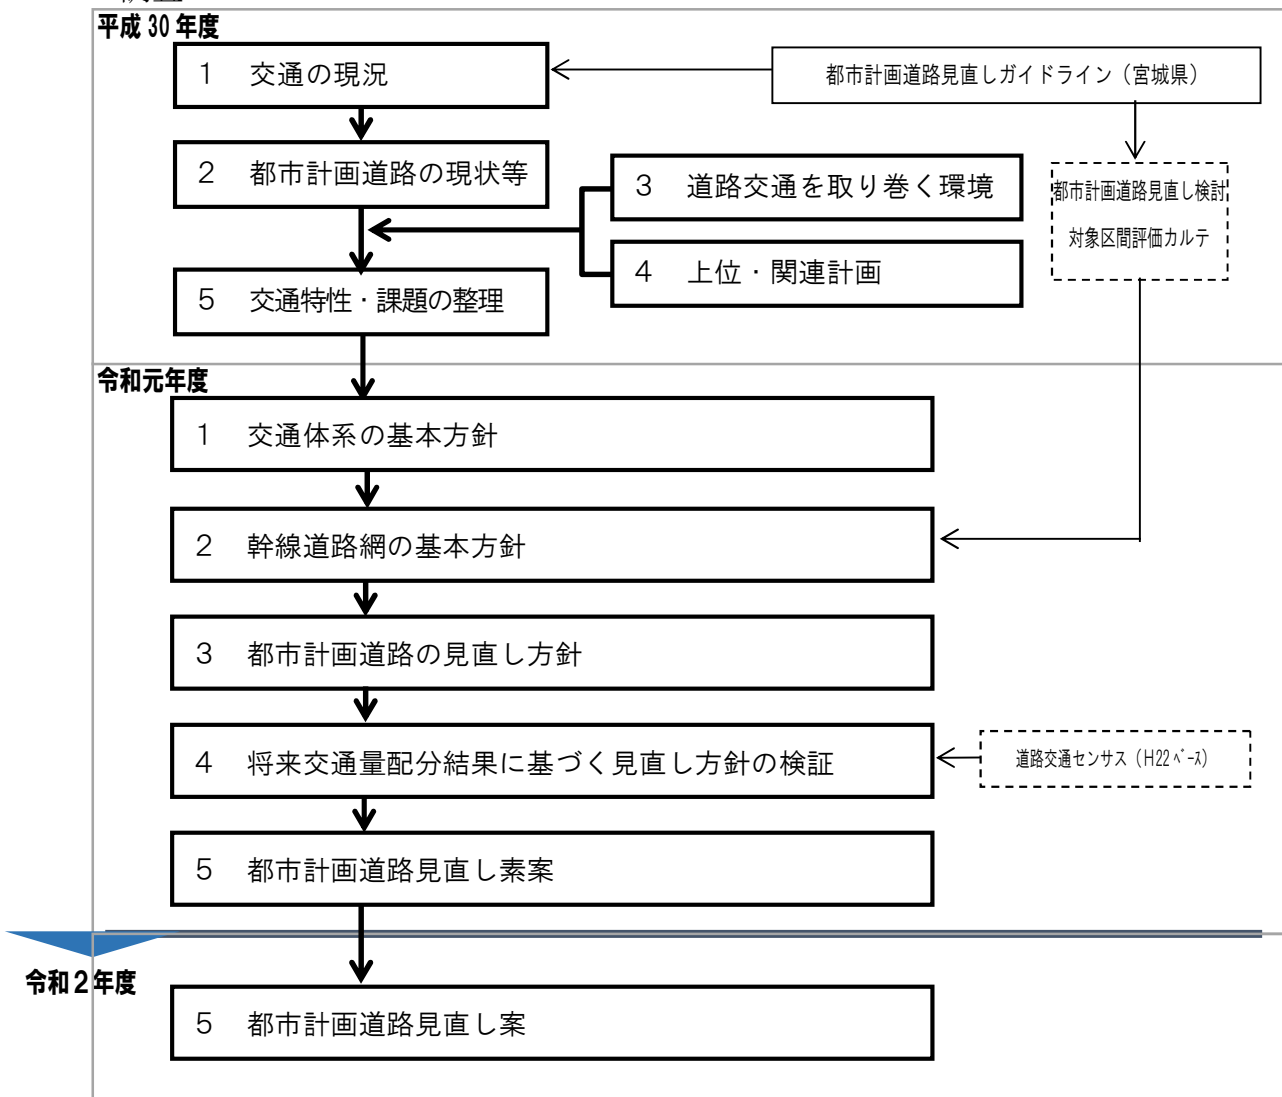 平成30年度
1 交通の現況
都市計画道路見直しガイドライン（宮城県）
2 都市計画道路の現状等
3 道路交通を取り巻く環境
都市計画道路見直し検討
対象区間評価カルテ
4 上位・関連計画
5 交通特性・課題の整理
令和元年度
1 交通体系の基本方針
2 幹線道路網の基本方針
3 都市計画道路の見直し方針
4 将来交通量配分結果に基づく見直し方針の検証
道路交通センサス（H22ﾍﾞｰｽ）
5 都市計画道路見直し素案
令和２年度
5 都市計画道路見直し案